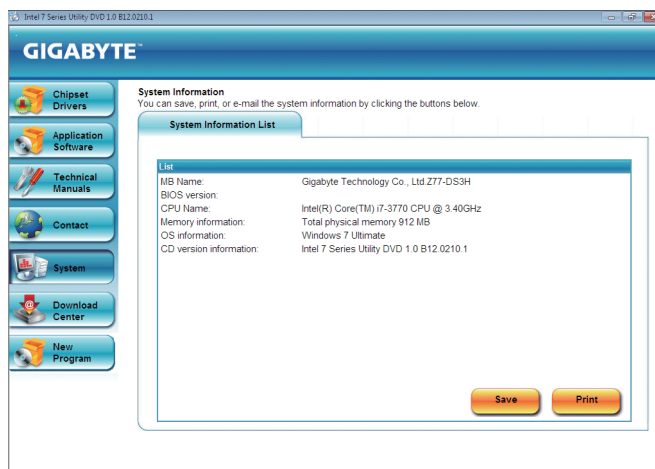 Intel 7 Series Utility DVD 1.0 B12.0210.1
GIGABYTE™
Chipset
Drivers
Application
Software
Technical
Manuals
Contact
System
Download
Center
New
Program
System Information
You can save, print, or e-mail the system information by clicking the buttons below.
System Information List
List
MB Name: Gigabyte Technology Co., Ltd.Z77-DS3H
BIOS version:
CPU Name: Intel(R) Core(TM) i7-3770 CPU @ 3.40GHz
Memory information: Total physical memory 912 MB
OS information: Windows 7 Ultimate
CD version information: Intel 7 Series Utility DVD 1.0 B12.0210.1
Save Print